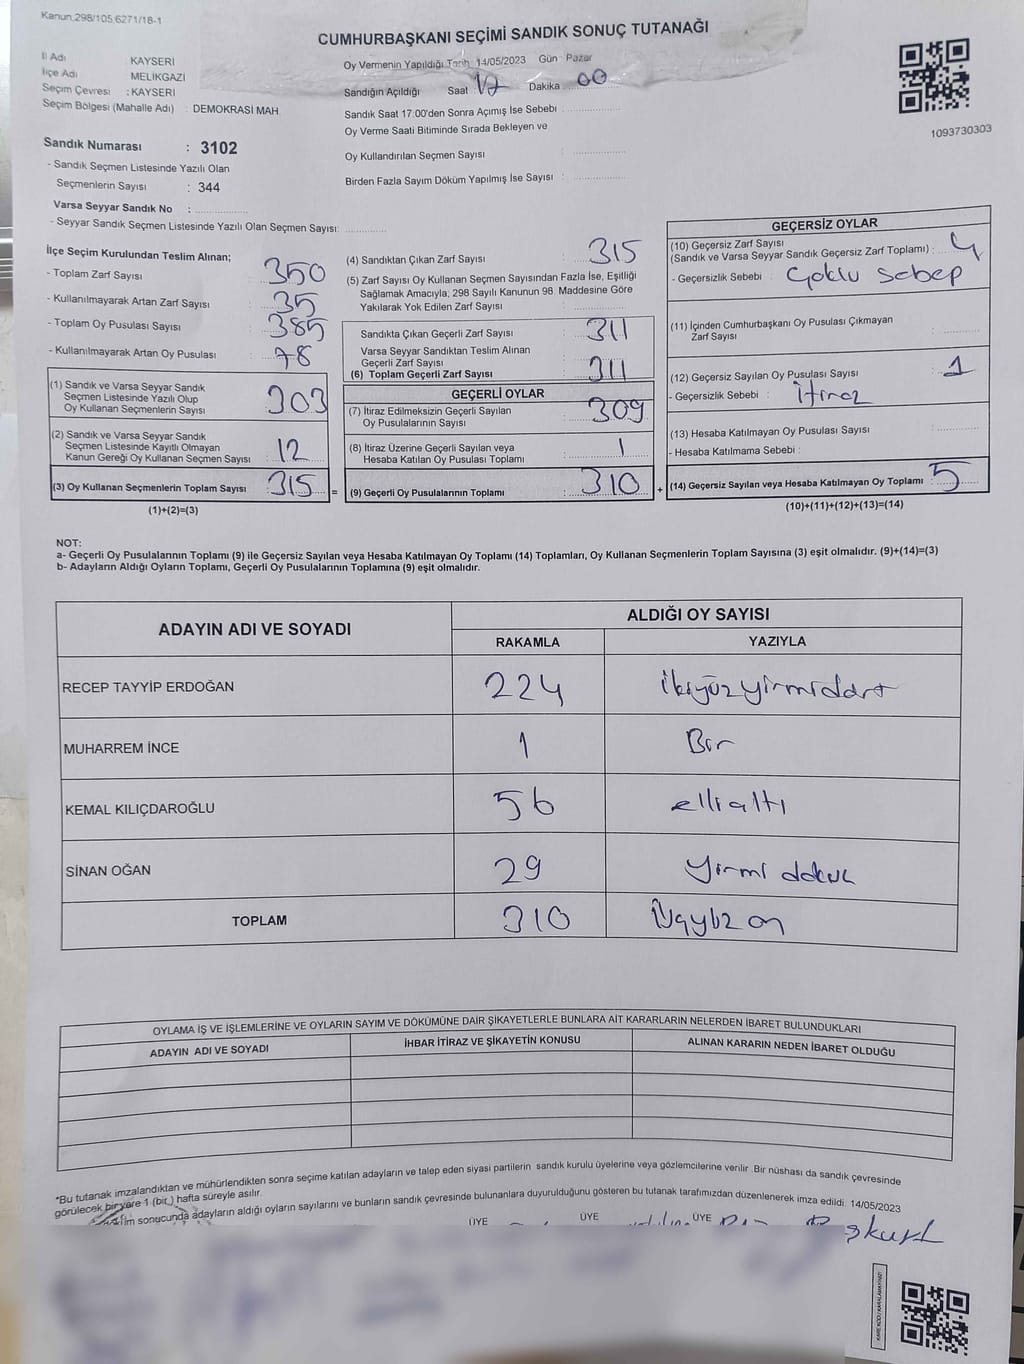 Kanun;298/105,6271/18-1
CUMHURBAŞKANI SEÇİMİ SANDIK SONUÇ TUTANAĞI
İl Adı : KAYSERİ
İlçe Adı : MELİKGAZİ
Seçim Çevresi : KAYSERİ
Seçim Bölgesi (Mahalle Adı) : DEMOKRASİ MAH.
Oy Vermenin Yapıldığı Tarih 14/05/2023 Gün : Pazar
Sandığın Açıldığı Saat : 17 Dakika : 00
Sandık Saat 17:00'den Sonra Açımış İse Sebebi :
Oy Verme Saati Bitiminde Sırada Bekleyen ve
Oy Kullandırılan Seçmen Sayısı :
Birden Fazla Sayım Döküm Yapılmış İse Sayısı :
1093730303
Sandık Numarası : 3102
- Sandık Seçmen Listesinde Yazılı Olan
Seçmenlerin Sayısı : 344
Varsa Seyyar Sandık No :
- Seyyar Sandık Seçmen Listesinde Yazılı Olan Seçmen Sayısı:
İlçe Seçim Kurulundan Teslim Alınan;
- Toplam Zarf Sayısı : 350
- Kullanılmayarak Artan Zarf Sayısı : 35
- Toplam Oy Pusulası Sayısı : 385
- Kullanılmayarak Artan Oy Pusulası : 78
(1) Sandık ve Varsa Seyyar Sandık
Seçmen Listesinde Yazılı Olup
Oy Kullanan Seçmenlerin Sayısı : 303
(2) Sandık ve Varsa Seyyar Sandık
Seçmen Listesinde Kayıtlı Olmayan
Kanun Gereği Oy Kullanan Seçmen Sayısı : 12
(3) Oy Kullanan Seçmenlerin Toplam Sayısı : 315 =
(1)+(2)=(3)
(4) Sandıktan Çıkan Zarf Sayısı : 315
(5) Zarf Sayısı Oy Kullanan Seçmen Sayısından Fazla İse, Eşitliği
Sağlamak Amacıyla; 298 Sayılı Kanunun 98. Maddesine Göre
Yakılarak Yok Edilen Zarf Sayısı :
Sandıkta Çıkan Geçerli Zarf Sayısı : 311
Varsa Seyyar Sandıktan Teslim Alınan
Geçerli Zarf Sayısı :
(6) Toplam Geçerli Zarf Sayısı : 311
GEÇERLİ OYLAR
(7) İtiraz Edilmeksizin Geçerli Sayılan
Oy Pusulalarının Sayısı : 309
(8) İtiraz Üzerine Geçerli Sayılan veya
Hesaba Katılan Oy Pusulası Toplamı : 1
(9) Geçerli Oy Pusulalarının Toplamı : 310 +
GEÇERSİZ OYLAR
(10) Geçersiz Zarf Sayısı
(Sandık ve Varsa Seyyar Sandık Geçersiz Zarf Toplamı) : 4
- Geçersizlik Sebebi : Çoklu Sebep
(11) İçinden Cumhurbaşkanı Oy Pusulası Çıkmayan
Zarf Sayısı :
(12) Geçersiz Sayılan Oy Pusulası Sayısı : 1
- Geçersizlik Sebebi : İtiraz
(13) Hesaba Katılmayan Oy Pusulası Sayısı :
- Hesaba Katılmama Sebebi :
(14) Geçersiz Sayılan veya Hesaba Katılmayan Oy Toplamı : 5
(10)+(11)+(12)+(13)=(14)
NOT:
a- Geçerli Oy Pusulalarının Toplamı (9) ile Geçersiz Sayılan veya Hesaba Katılmayan Oy Toplamı (14) Toplamları, Oy Kullanan Seçmenlerin Toplam Sayısına (3) eşit olmalıdır. (9)+(14)=(3)
b- Adayların Aldığı Oyların Toplamı, Geçerli Oy Pusulalarının Toplamına (9) eşit olmalıdır.
ADAYIN ADI VE SOYADI ALDIĞI OY SAYISI
RAKAMLA YAZIYLA
RECEP TAYYİP ERDOĞAN 224 ikiyüzyirmidört
MUHARREM İNCE 1 Bir
KEMAL KILIÇDAROĞLU 56 ellialtı
SİNAN OĞAN 29 yirmi dokuz
TOPLAM 310 Üçyüz on
OYLAMA İŞ VE İŞLEMLERİNE VE OYLARIN SAYIM VE DÖKÜMÜNE DAİR ŞİKAYETLERLE BUNLARA AİT KARARLARIN NELERDEN İBARET BULUNDUKLARI
ADAYIN ADI VE SOYADI İHBAR İTİRAZ VE ŞİKAYETİN KONUSU ALINAN KARARIN NEDEN İBARET OLDUĞU
*Bu tutanak imzalandıktan ve mühürlendikten sonra seçime katılan adayların ve talep eden siyasi partilerin sandık kurulu üyelerine veya gözlemcilerine verilir. Bir nüshası da sandık çevresinde
görülecek bir yere 1 (bir) hafta süreyle asılır.
sonucunda adayların aldığı oyların sayılarını ve bunların sandık çevresinde bulunanlara duyurulduğunu gösteren bu tutanak tarafımızdan düzenlenerek imza edildi. 14/05/2023
ÜYE ÜYE ÜYE
KAREKODU KARALAMAYINIZ!